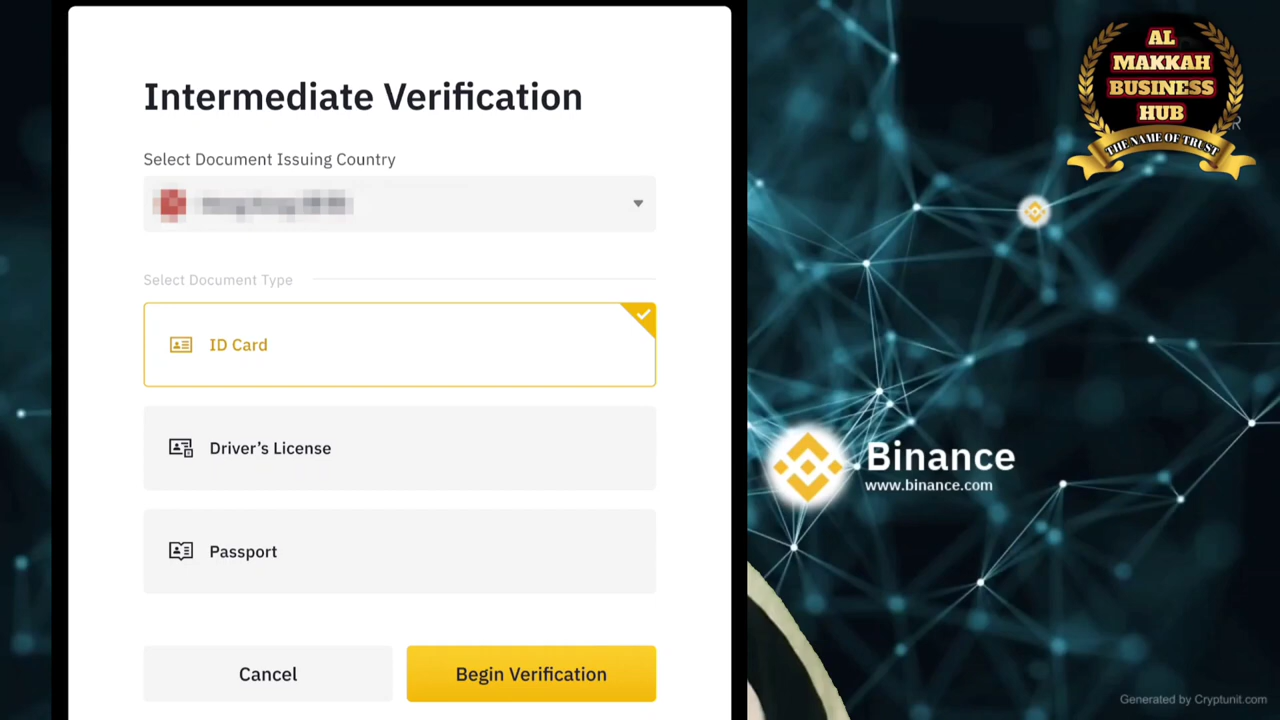 Intermediate Verification
Select Document Issuing Country
Select Document Type
ID Card
Driver's License
Passport
Cancel
Begin Verification
AL
MAKKAH
BUSINESS
HUB
THE NAME OF TRUST
Binance
www.binance.com
Generated by Cryptunit.com